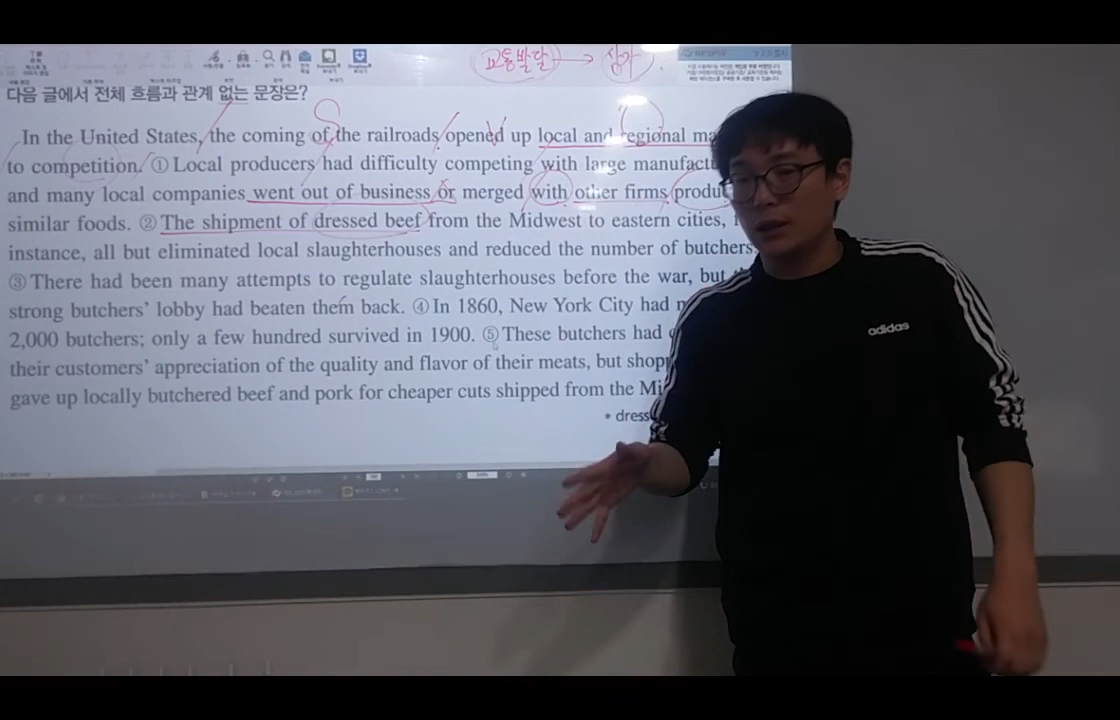 교통발달 → 심가
다음 글에서 전체 흐름과 관계 없는 문장은?
In the United States, the coming of the railroads opened up local and regional ma
to competition. ① Local producers had difficulty competing with large manufactu
and many local companies went out of business or merged with other firms produ
similar foods. ② The shipment of dressed beef from the Midwest to eastern cities, f
instance, all but eliminated local slaughterhouses and reduced the number of butchers.
③ There had been many attempts to regulate slaughterhouses before the war, but
strong butchers' lobby had beaten them back. ④ In 1860, New York City had
2,000 butchers; only a few hundred survived in 1900. ⑤ These butchers had
their customers' appreciation of the quality and flavor of their meats, but shop
gave up locally butchered beef and pork for cheaper cuts shipped from the Mi
* dress
adidas